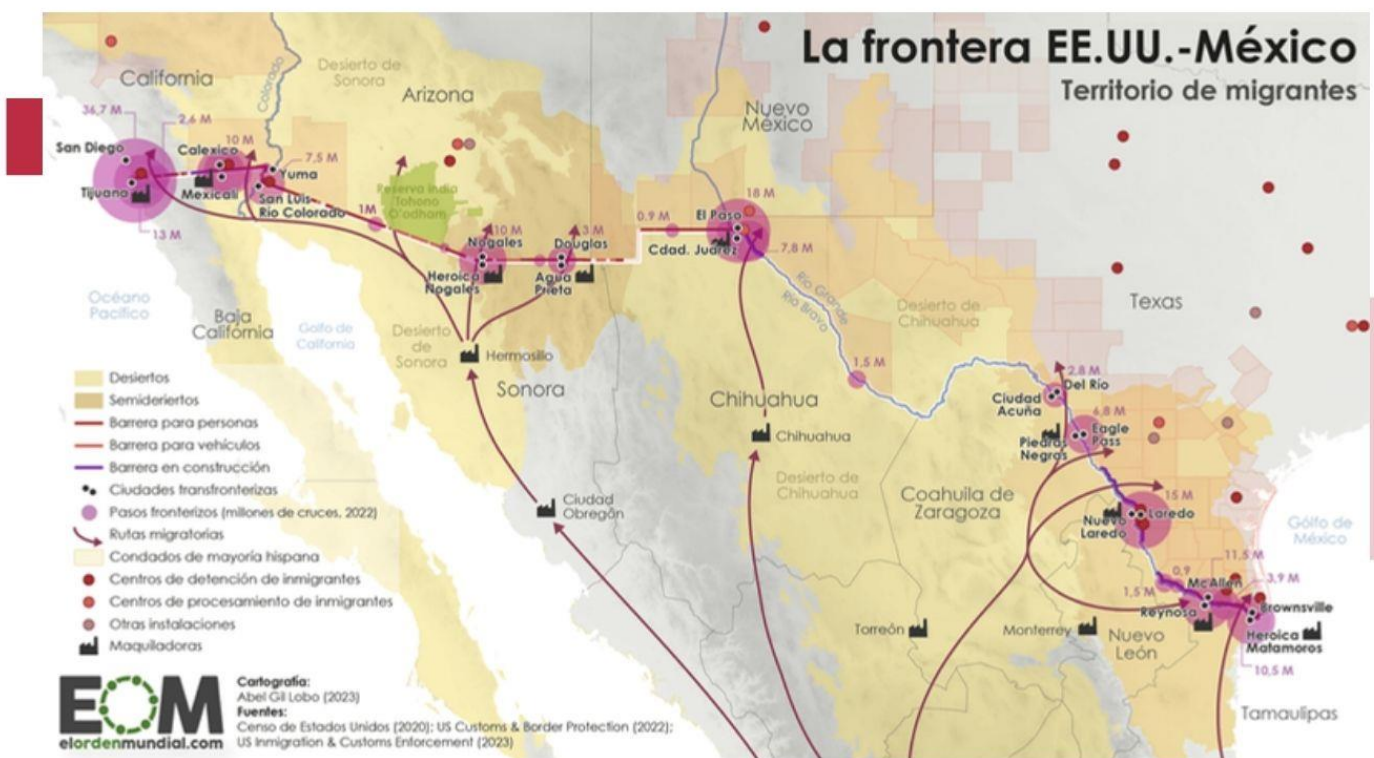 La frontera EE.UU.-México
Territorio de migrantes
California
Colorado
Desierto de
Sonora
Arizona
Nuevo
México
36,7 M
2,6 M
San Diego
Calexico
10 M
7,5 M
Yuma
Tijuana
Mexicali
San Luis
Río Colorado
13 M
1M
Reserva India
Tohono
O'odham
10 M
Nogales
Heroica
Nogales
3 M
Douglas
Agua
Prieta
0.9 M
18 M
El Paso
Cdad. Juárez
7,8 M
Río Grande
Río Bravo
Desierto de
Chihuahua
Texas
Océano
Pacífico
Baja
California
Golfo de
California
Desierto
de
Sonora
Hermosillo
Sonora
1,5 M
Chihuahua
Chihuahua
Desierto de
Chihuahua
2,8 M
Del Río
Ciudad
Acuña
6,8 M
Eagle
Pass
Piedras
Negras
Coahuila de
Zaragoza
Ciudad
Obregón
15 M
Laredo
Nuevo
Laredo
Gólfo de
México
11.5 M
0,9
McAllen
3,9 M
1,5 M
Reynosa
Brownsville
Heroica
Matamoros
10,5 M
Torreón
Monterrey
Nuevo
León
Tamaulipas
Desiertos
Semideriertos
Barrera para personas
Barrera para vehículos
Barrera en construcción
Ciudades transfronterizas
Pasos fronterizos (millones de cruces, 2022)
Rutas migratorias
Condados de mayoría hispana
Centros de detención de inmigrantes
Centros de procesamiento de inmigrantes
Otras instalaciones
Maquiladoras
EOM
elordenmundial.com
Cartografía:
Abel Gil Lobo (2023)
Fuentes:
Censo de Estados Unidos (2020); US Customs & Border Protection (2022);
US Inmigration & Customs Enforcement (2023)